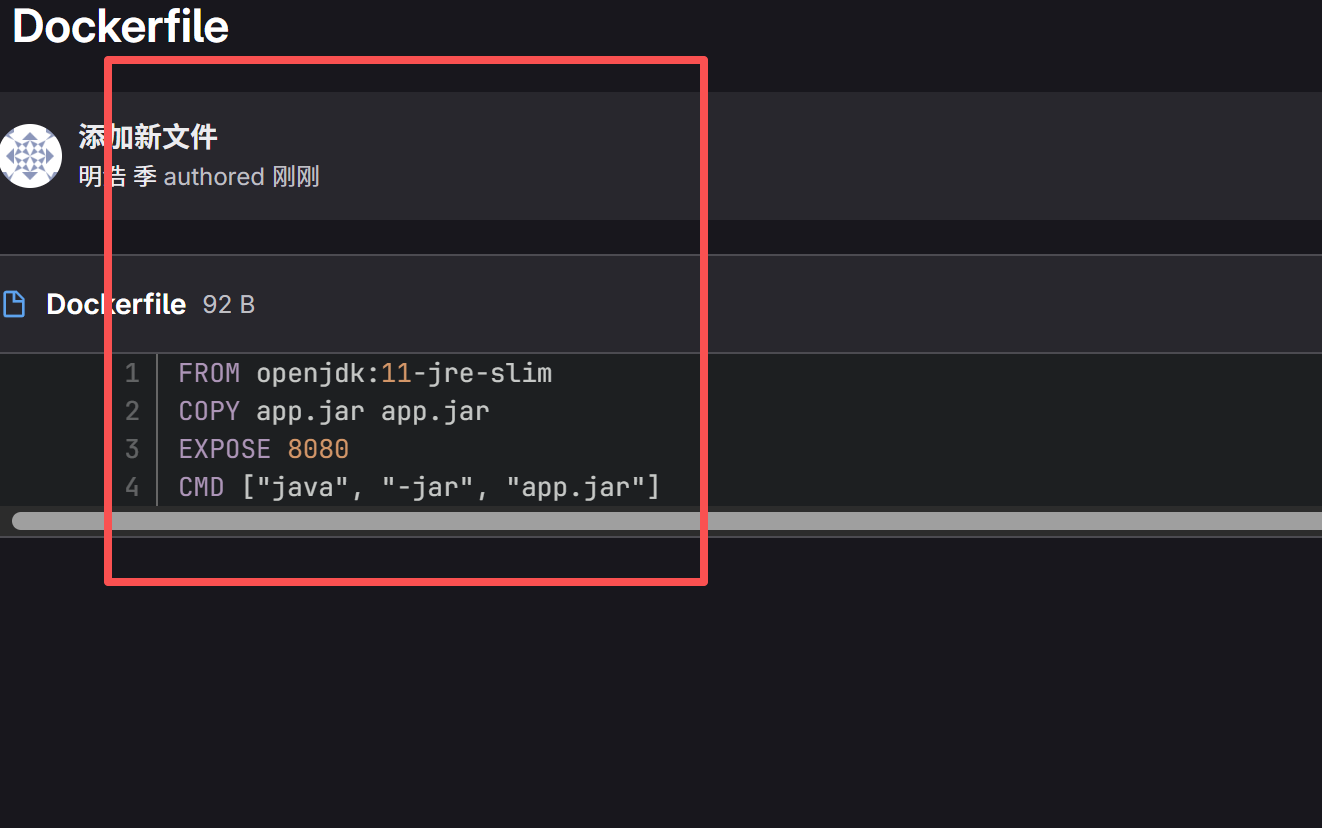 Dockerfile
添加新文件
明浩 季 authored 刚刚
Dockerfile 92 B
1 FROM openjdk:11-jre-slim
2 COPY app.jar app.jar
3 EXPOSE 8080
4 CMD ["java", "-jar", "app.jar"]